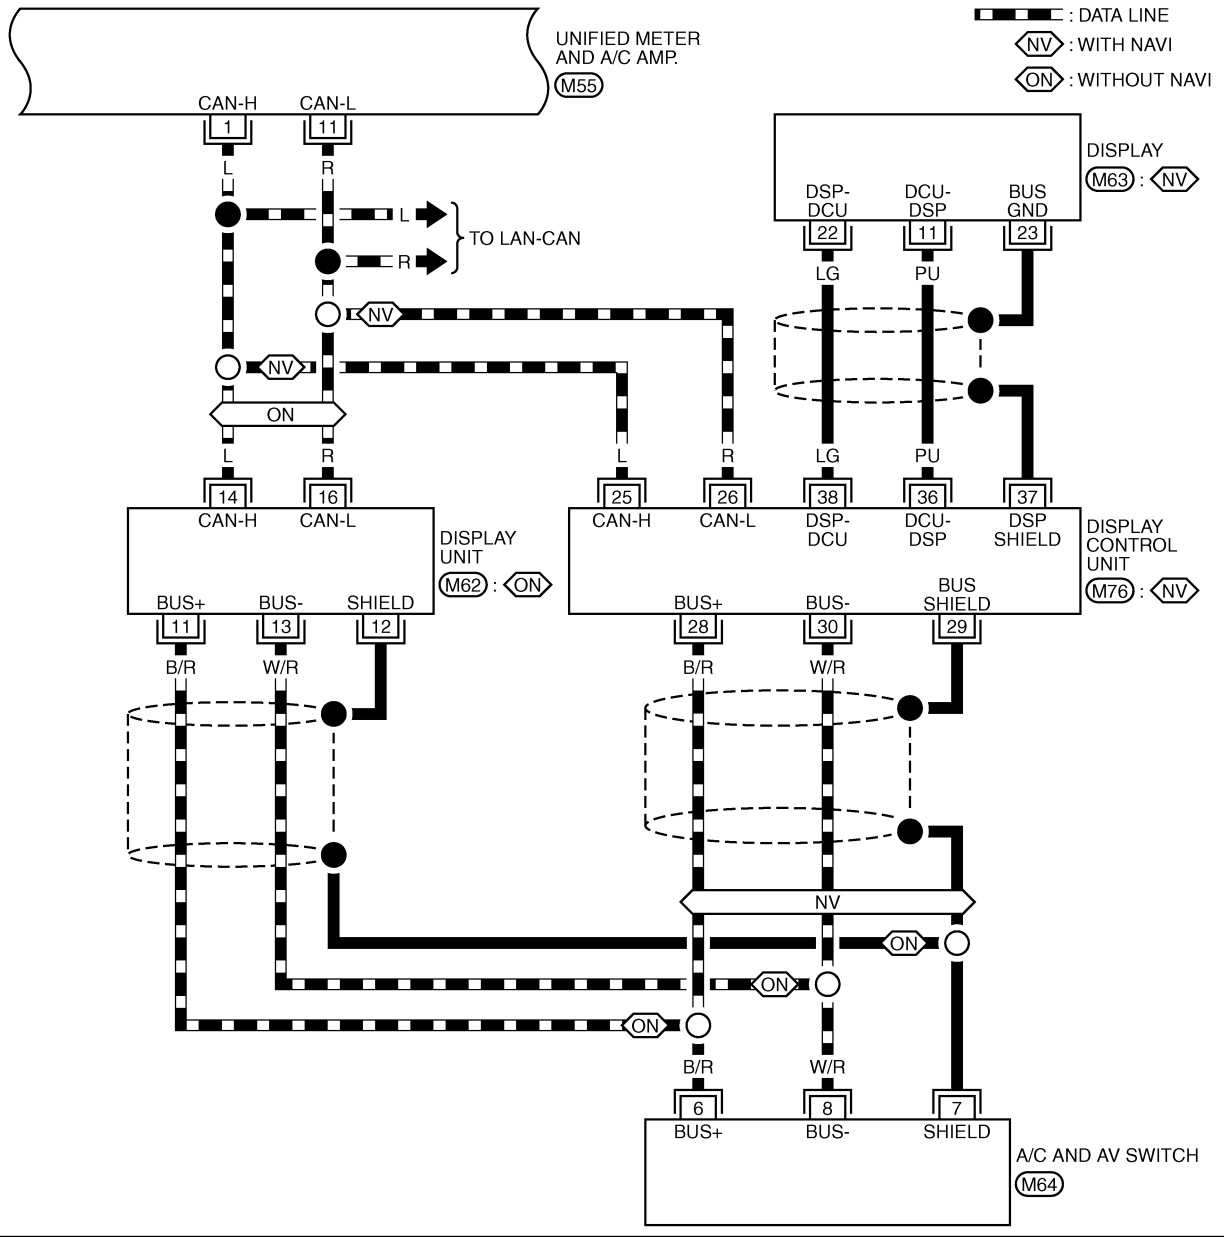 : DATA LINE
NV : WITH NAVI
ON : WITHOUT NAVI
UNIFIED METER
AND A/C AMP.
M55
CAN-H CAN-L
1 11
L R
L
R
TO LAN-CAN
DISPLAY
M63 : NV
DSP-
DCU
DCU-
DSP
BUS
GND
22 11 23
LG PU
NV
NV
ON
L R L R LG PU
14 16
CAN-H CAN-L
DISPLAY
UNIT
M62 : ON
BUS+ BUS- SHIELD
11 13 12
B/R W/R
25 26 38 36 37
CAN-H CAN-L
DSP-
DCU
DCU-
DSP
DSP
SHIELD
DISPLAY
CONTROL
UNIT
M76 : NV
BUS+ BUS-
BUS
SHIELD
28 30 29
B/R W/R
NV
ON
ON
ON
B/R W/R
6 8 7
BUS+ BUS- SHIELD
A/C AND AV SWITCH
M64